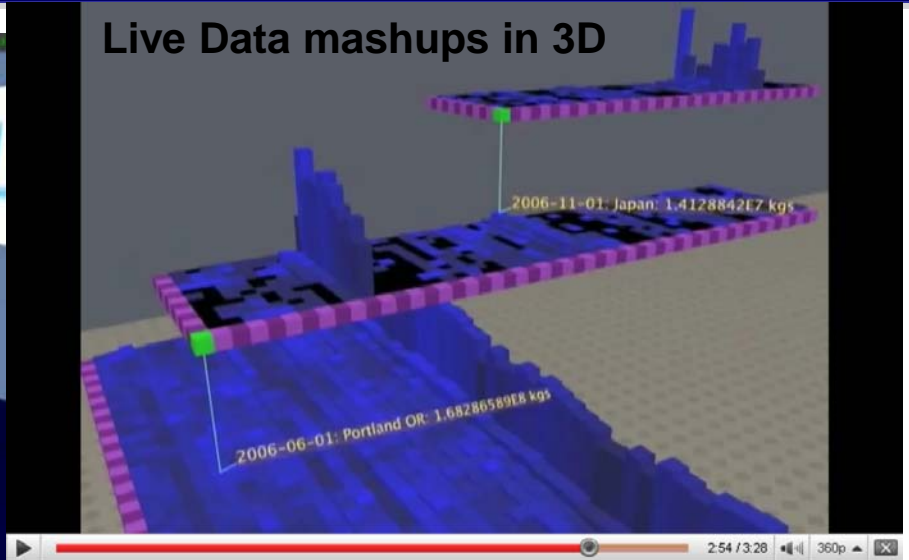 Live Data mashups in 3D
2006-11-01: Japan: 1.4128842E7 kgs
2006-06-01: Portland OR: 1.68286589E8 kgs
2:54 / 3:28 360p